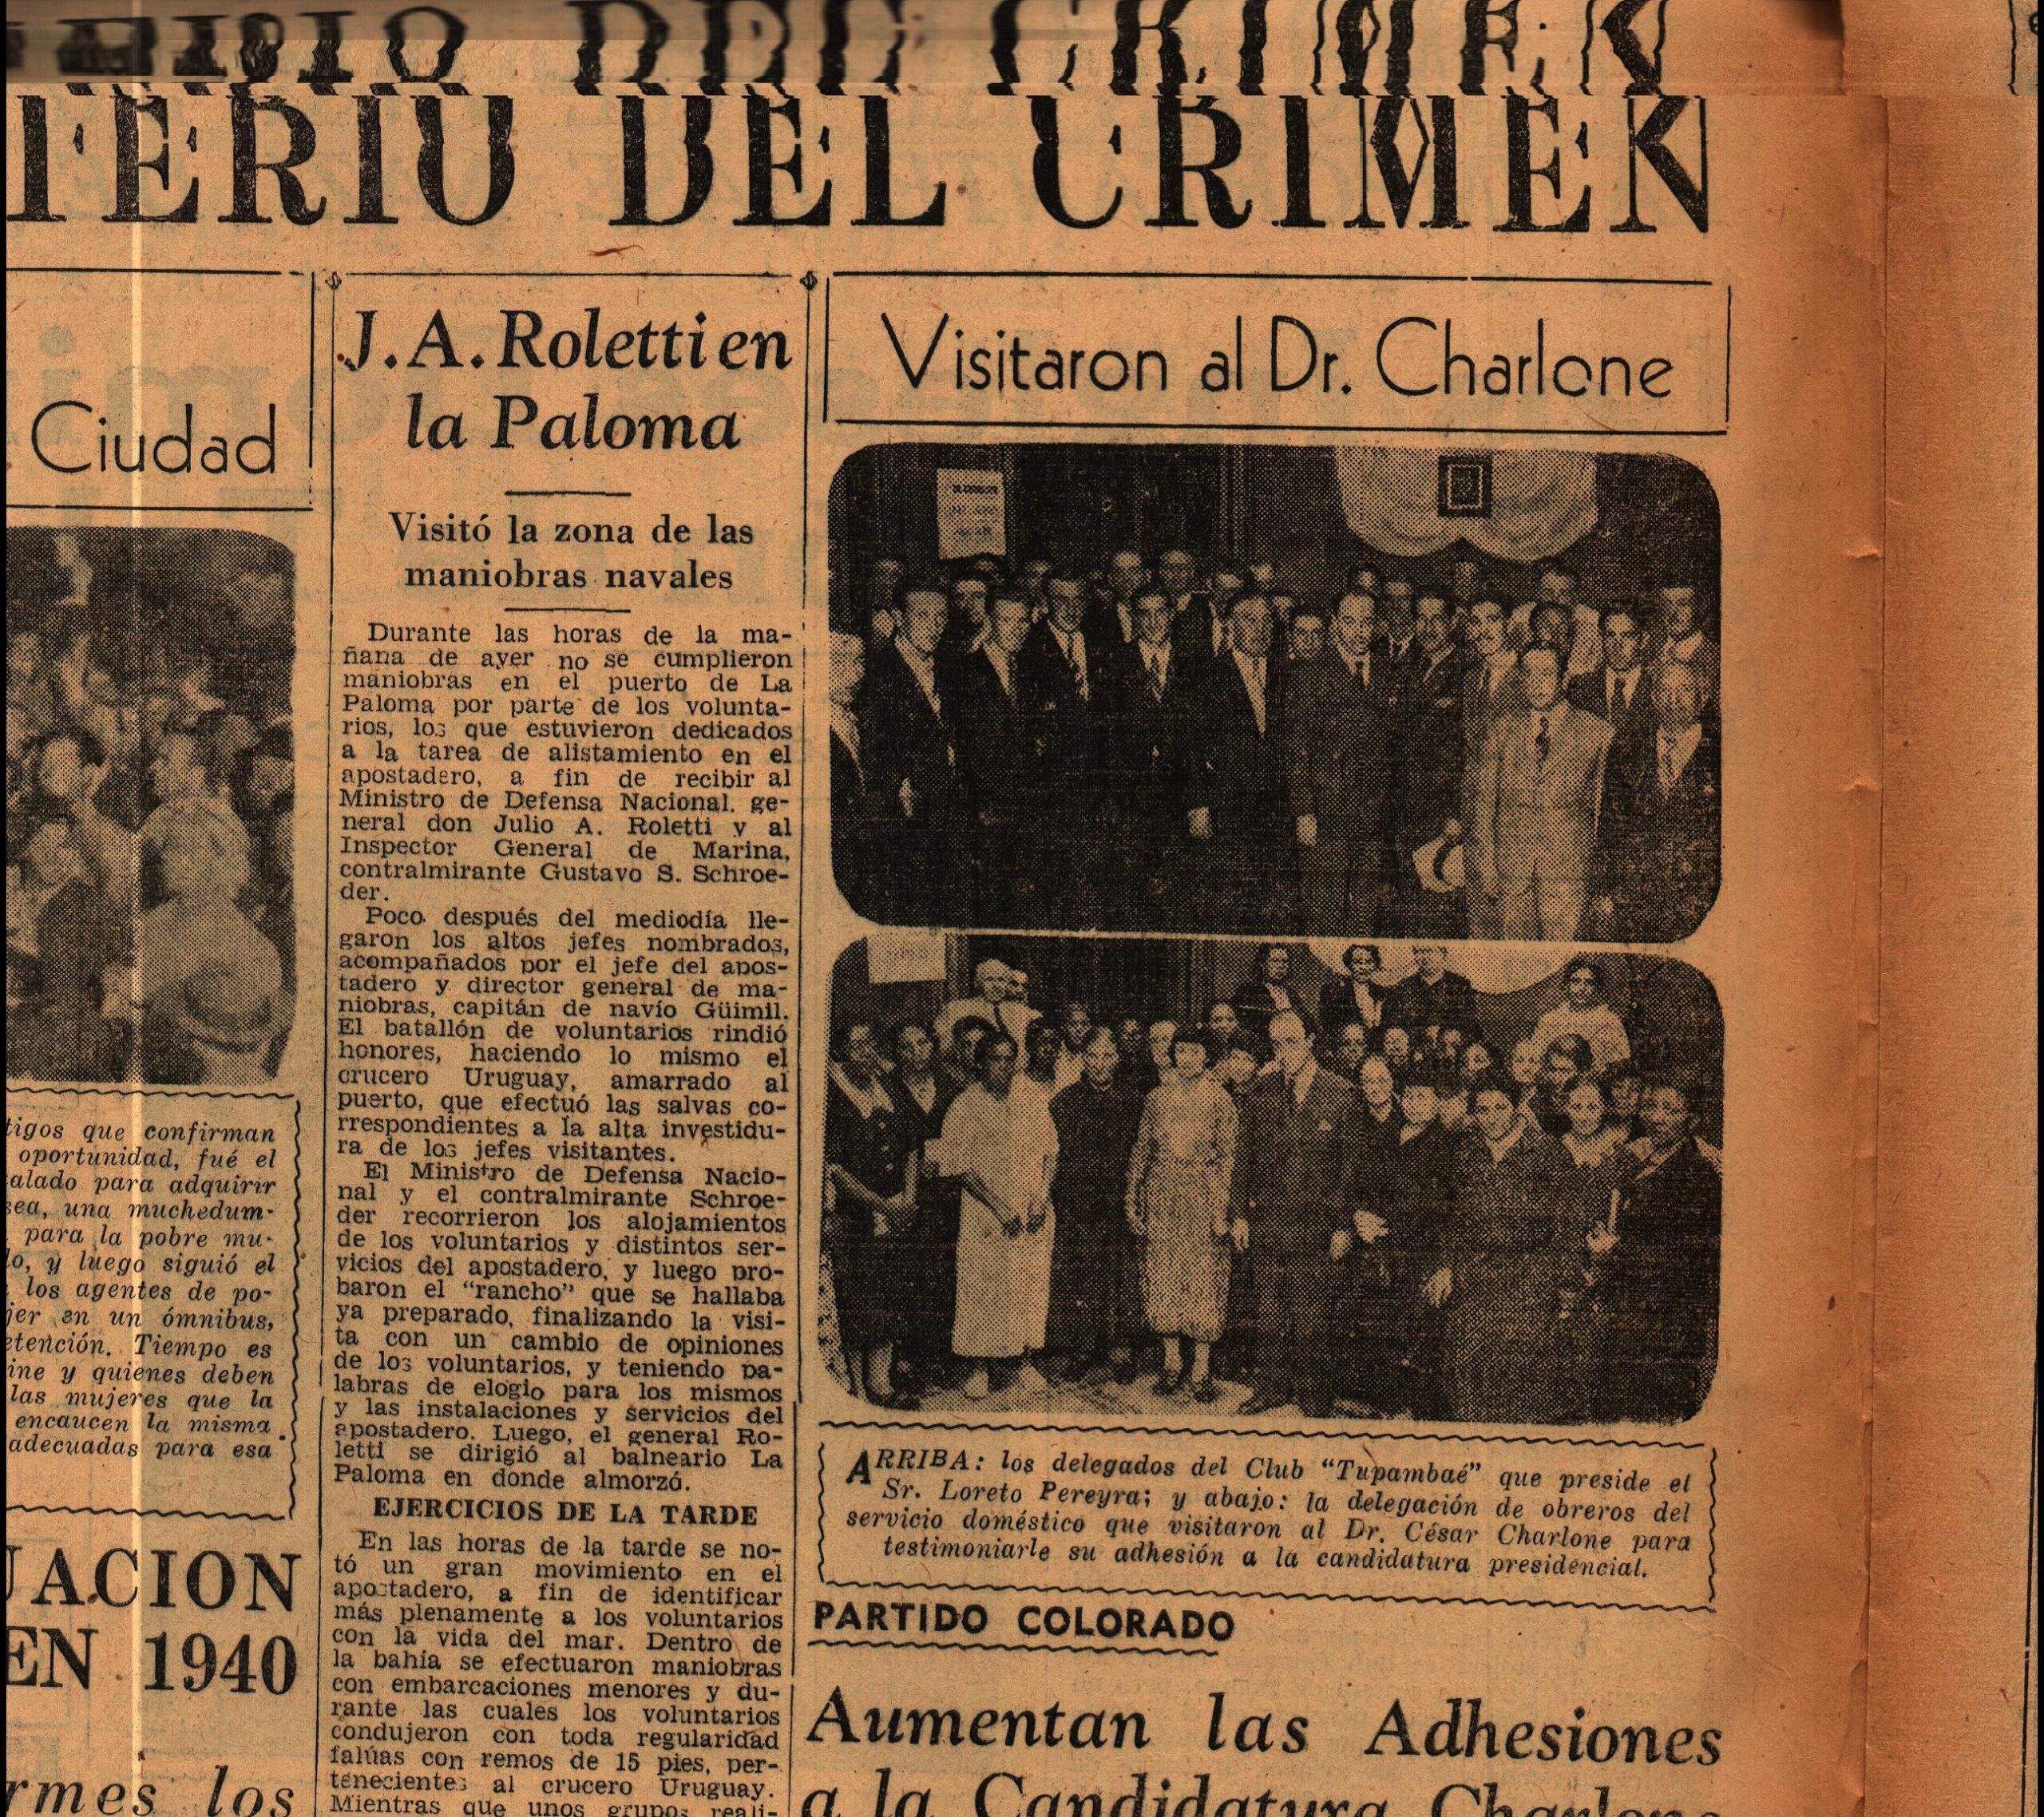 DEL CRIMEN
TERIO DEL CRIMEN
Ciudad
tigos que confirman
oportunidad, fué el
alado para adquirir
sea, una muchedum-
para la pobre mu-
lo, y luego siguió el
los agentes de po-
jer en un ómnibus,
etención. Tiempo es
ine y quienes deben
las mujeres que la
encaucen la misma
adecuadas para esa
UACION
EN 1940
rmes los
J. A. Roletti en
la Paloma
Visitó la zona de las
maniobras navales
Durante las horas de la ma-
ñana de ayer no se cumplieron
maniobras en el puerto de La
Paloma por parte de los volunta-
rios, los que estuvieron dedicados
a la tarea de alistamiento en el
apostadero, a fin de recibir al
Ministro de Defensa Nacional. ge-
neral don Julio A. Roletti y al
Inspector General de Marina,
contralmirante Gustavo S. Schroe-
der.
Poco después del mediodía lle-
garon los altos jefes nombrados,
acompañados por el jefe del apos-
tadero y director general de ma-
niobras, capitán de navío Güimil.
El batallón de voluntarios rindió
honores, haciendo lo mismo el
crucero Uruguay, amarrado al
puerto, que efectuó las salvas co-
rrespondientes a la alta investidu-
ra de los jefes visitantes.
El Ministro de Defensa Nacio-
nal y el contralmirante Schroe-
der recorrieron los alojamientos
de los voluntarios y distintos ser-
vicios del apostadero, y luego pro-
baron el "rancho" que se hallaba
ya preparado, finalizando la visi-
ta con un cambio de opiniones
de los voluntarios, y teniendo pa-
labras de elogio para los mismos
y las instalaciones y servicios del
apostadero. Luego, el general Ro-
letti se dirigió al balneario La
Paloma en donde almorzó.
EJERCICIOS DE LA TARDE
En las horas de la tarde se no-
tó un gran movimiento en el
apostadero, a fin de identificar
más plenamente a los voluntarios
con la vida del mar. Dentro de
la bahía se efectuaron maniobras
con embarcaciones menores y du-
rante las cuales los voluntarios
condujeron con toda regularidad
falúas con remos de 15 pies, per-
tenecientes al crucero Uruguay.
Mientras que unos grupos reali-
Visitaron al Dr. Charlone
ARRIBA: los delegados del Club "Tupambaé" que preside el
Sr. Loreto Pereyra; y abajo: la delegación de obreros del
servicio doméstico que visitaron al Dr. César Charlone para
testimoniarle su adhesión a la candidatura presidencial.
PARTIDO COLORADO
Aumentan las Adhesiones
a la Candidatura Charlone